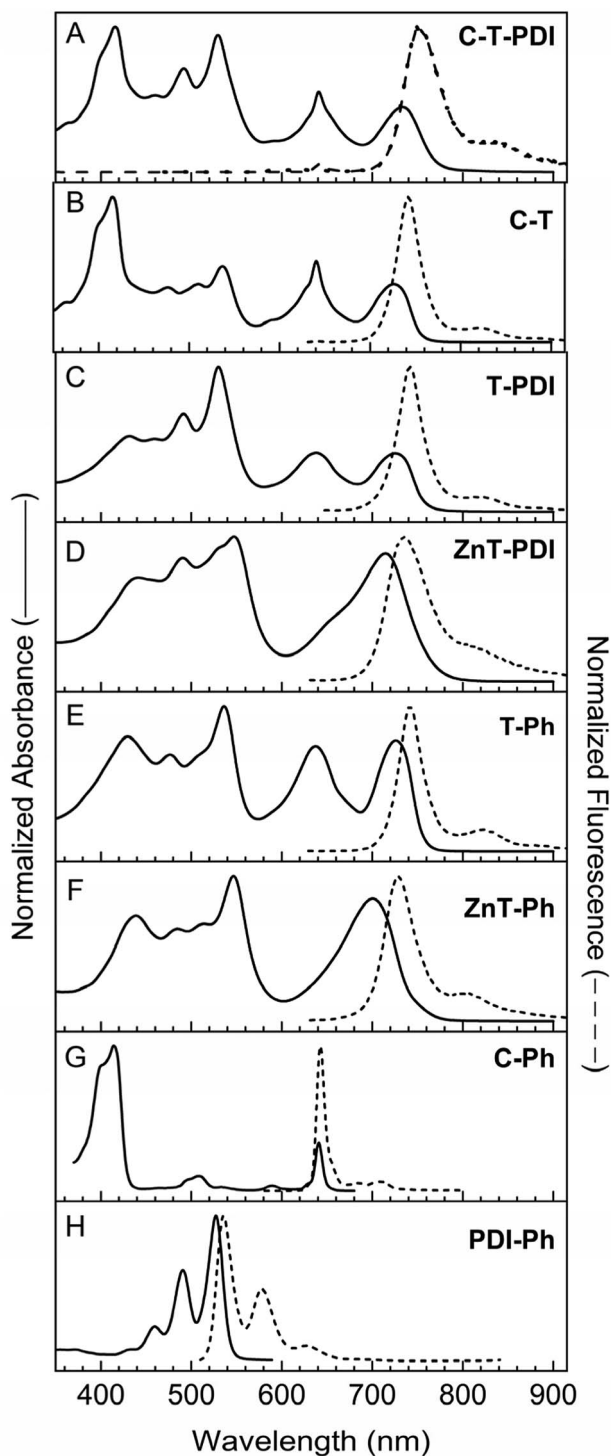 A
C-T-PDI
B
C-T
C
T-PDI
D
ZnT-PDI
E
T-Ph
F
ZnT-Ph
G
C-Ph
H
PDI-Ph
Normalized Absorbance (———)
Normalized Fluorescence (– – – –)
400 500 600 700 800 900
Wavelength (nm)